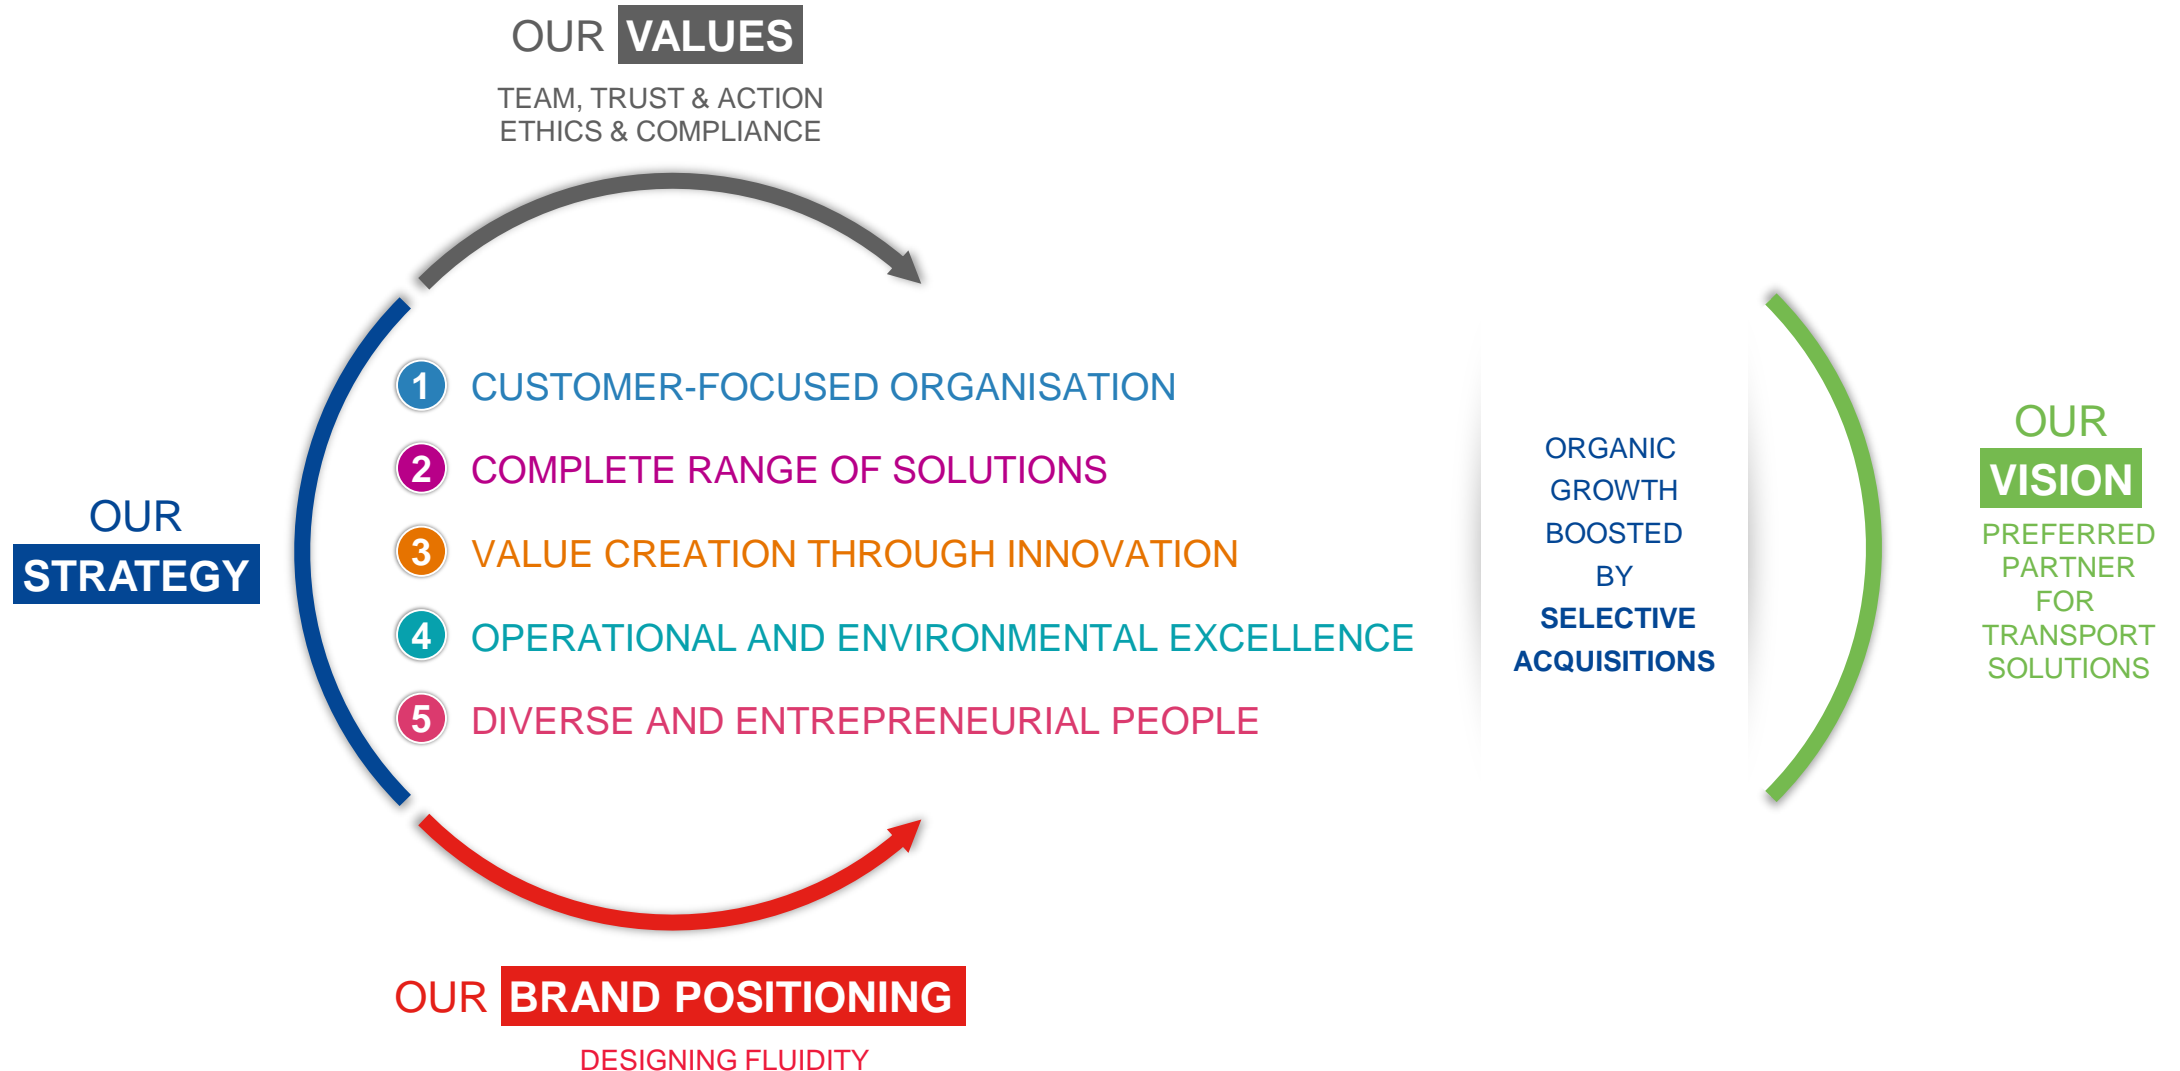 OUR VALUES
TEAM, TRUST & ACTION
ETHICS & COMPLIANCE
OUR
STRATEGY
1 CUSTOMER-FOCUSED ORGANISATION
2 COMPLETE RANGE OF SOLUTIONS
3 VALUE CREATION THROUGH INNOVATION
4 OPERATIONAL AND ENVIRONMENTAL EXCELLENCE
5 DIVERSE AND ENTREPRENEURIAL PEOPLE
ORGANIC
GROWTH
BOOSTED
BY
SELECTIVE
ACQUISITIONS
OUR
VISION
PREFERRED
PARTNER
FOR
TRANSPORT
SOLUTIONS
OUR BRAND POSITIONING
DESIGNING FLUIDITY